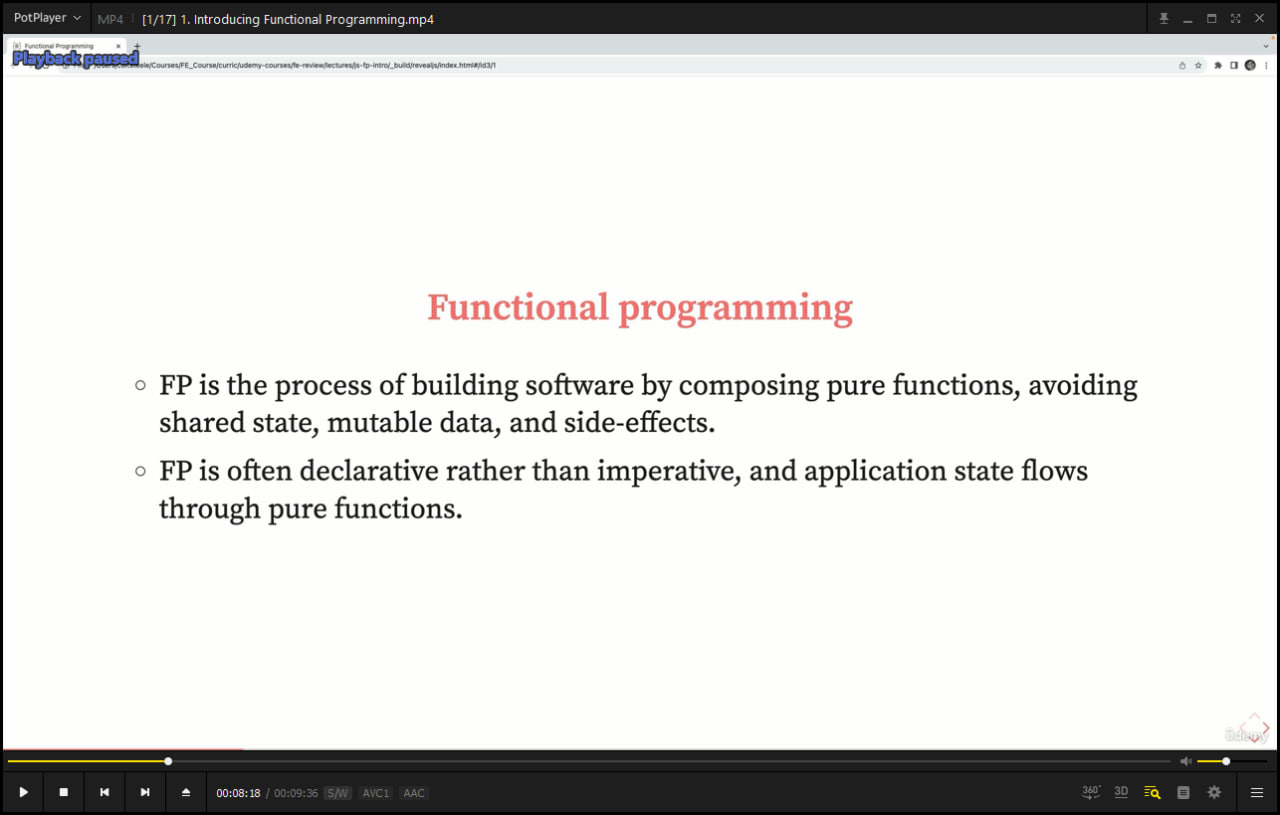 PotPlayer
MP4
[1/17] 1. Introducing Functional Programming.mp4
Functional Programming
Playback paused
Courses/FE_Course/curric/udemy-courses/fe-review/lectures/js-fp-intro/_build/revealjs/index.html#/id3/1
Functional programming
FP is the process of building software by composing pure functions, avoiding
shared state, mutable data, and side-effects.
FP is often declarative rather than imperative, and application state flows
through pure functions.
ûdemy
00:08:18 / 00:09:36 S/W AVC1 AAC
360° 3D